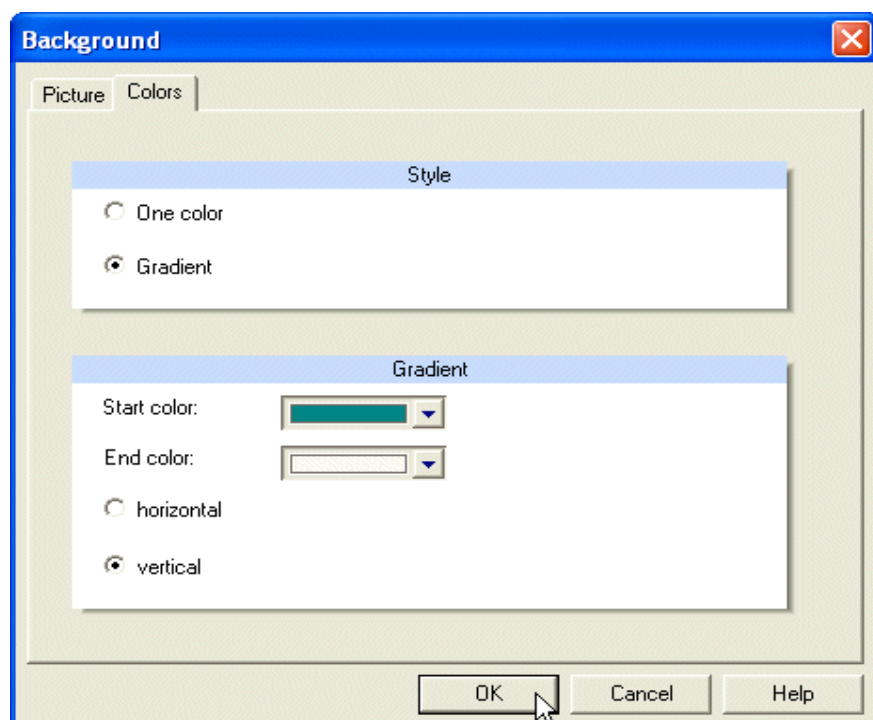 Background
Picture Colors
Style
One color
Gradient
Gradient
Start color:
End color:
horizontal
vertical
OK Cancel Help